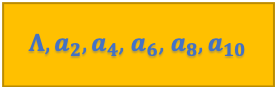 Λ, a₂, a₄, a₆, a₈, a₁₀